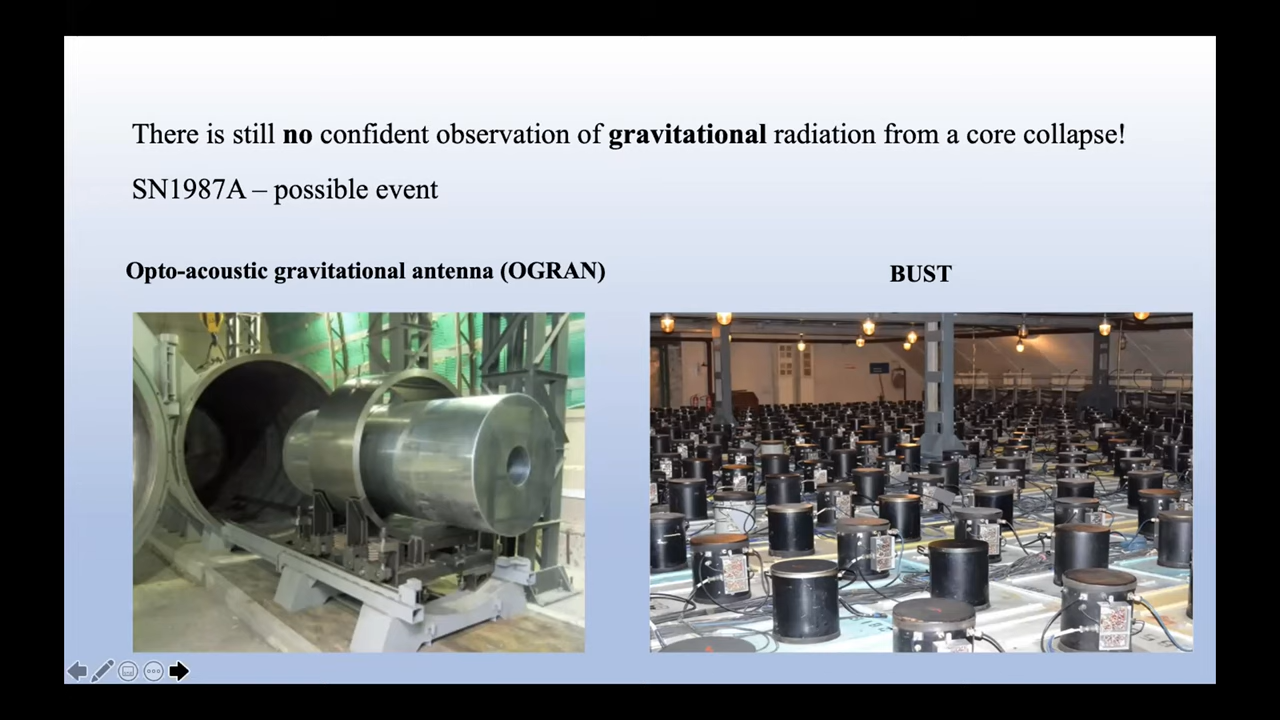 There is still no confident observation of gravitational radiation from a core collapse!
SN1987A – possible event
Opto-acoustic gravitational antenna (OGRAN)
BUST